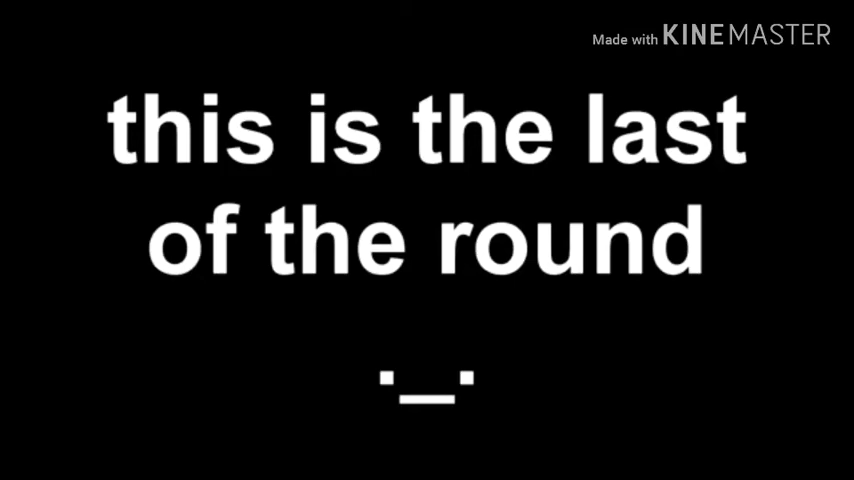 Made with KINEMASTER
this is the last
of the round
._.